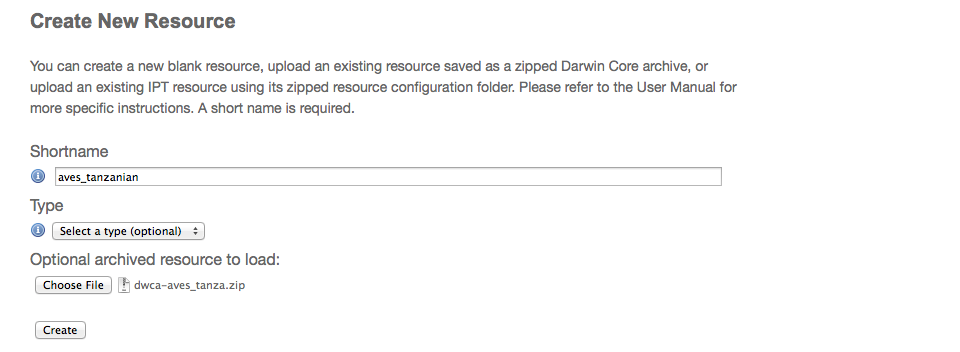 Create New Resource
You can create a new blank resource, upload an existing resource saved as a zipped Darwin Core archive, or
upload an existing IPT resource using its zipped resource configuration folder. Please refer to the User Manual for
more specific instructions. A short name is required.
Shortname
aves_tanzanian
Type
Select a type (optional)
Optional archived resource to load:
Choose File dwca-aves_tanza.zip
Create